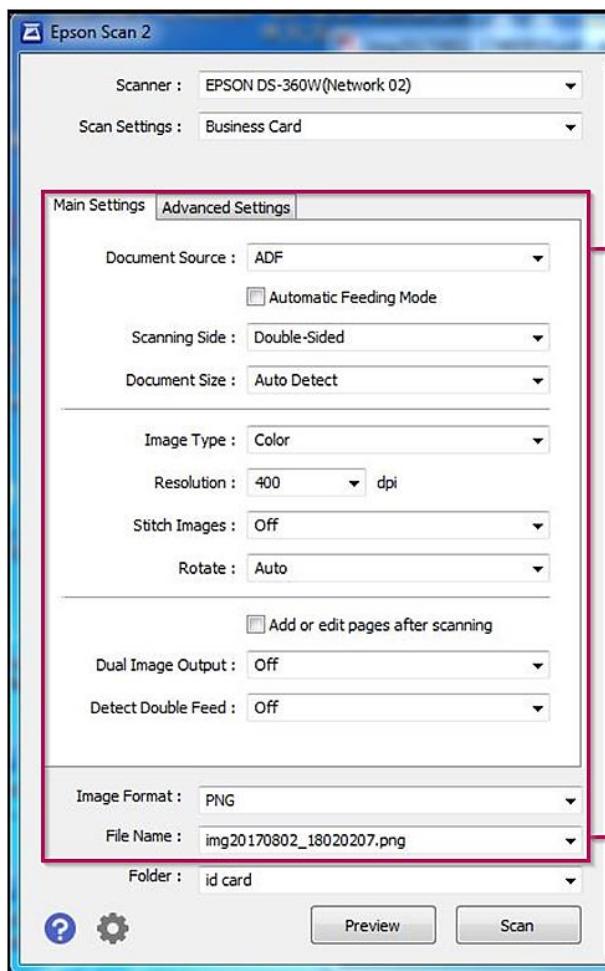 Epson Scan 2
Scanner : EPSON DS-360W(Network 02)
Scan Settings : Business Card
Main Settings Advanced Settings
Document Source : ADF
Automatic Feeding Mode
Scanning Side : Double-Sided
Document Size : Auto Detect
Image Type : Color
Resolution : 400 dpi
Stitch Images : Off
Rotate : Auto
Add or edit pages after scanning
Dual Image Output : Off
Detect Double Feed : Off
Image Format : PNG
File Name : img20170802_18020207.png
Folder : id card
? Preview Scan